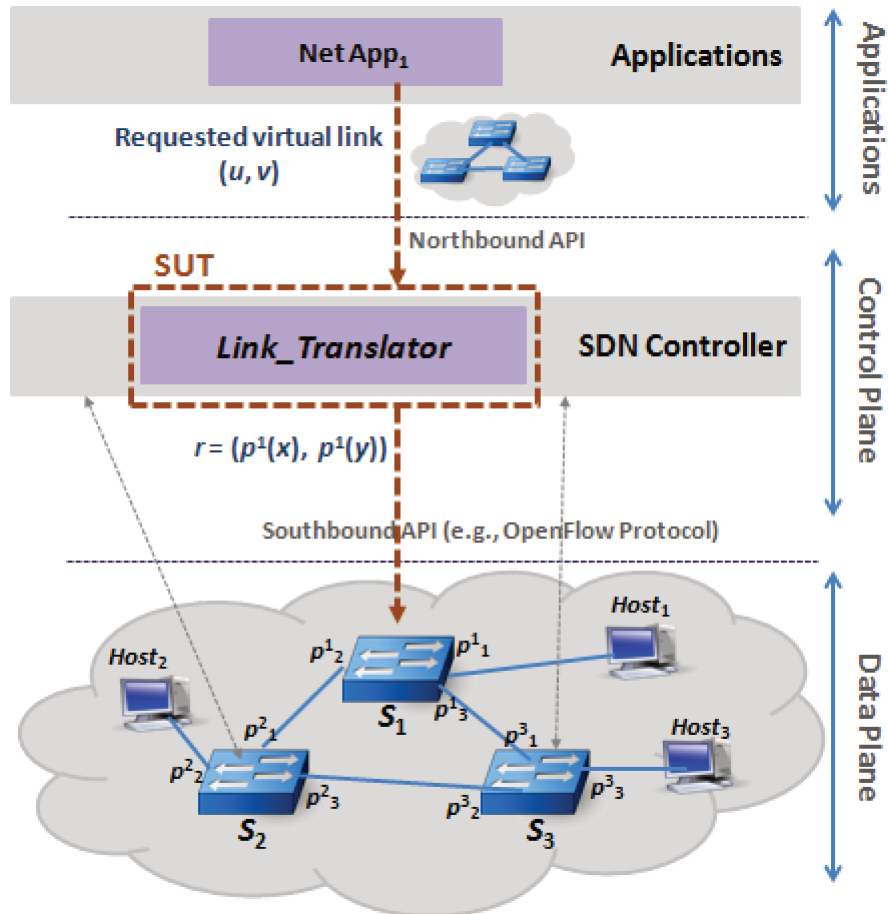 Net App₁
Applications
Applications
Requested virtual link
(u, v)
Northbound API
SUT
Link_Translator
SDN Controller
Control Plane
r = (p¹(x), p¹(y))
Southbound API (e.g., OpenFlow Protocol)
Host₁
Host₂
p¹₂
p¹₁
S₁
p¹₃
p²₁
p³₁
Host₃
p²₂
p²₃
p³₂
p³₃
S₂
S₃
Data Plane